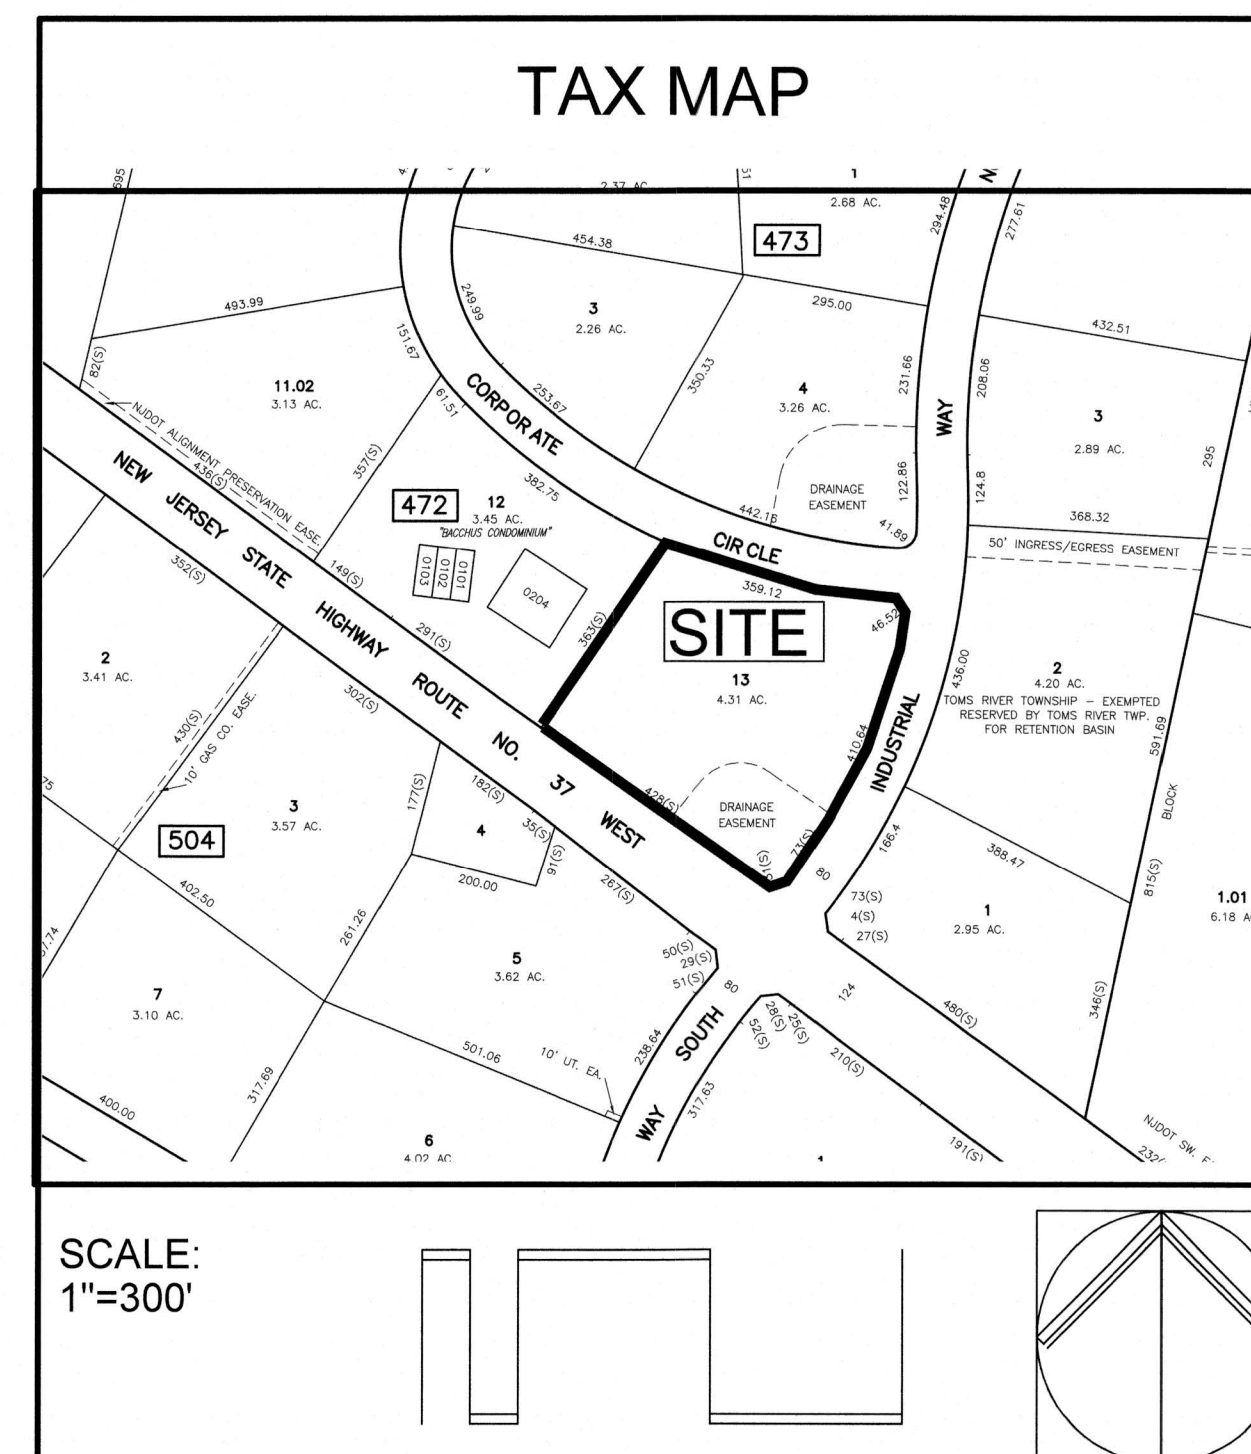 TAX MAP
595
2.37 AC.
51
1
2.68 AC.
294.48
277.61
473
454.38
249.99
3
2.26 AC.
295.00
493.99
82(S)
151.67
11.02
3.13 AC.
61.51
NJDOT ALIGNMENT PRESERVATION EASE.
436(S)
357(S)
CORPORATE
253.67
350.33
4
3.26 AC.
231.66
WAY
208.06
432.51
3
2.89 AC.
295
DRAINAGE
EASEMENT
122.86
124.8
41.89
442.16
382.75
368.32
50' INGRESS/EGRESS EASEMENT
472
12
3.45 AC.
"BACCHUS CONDOMINIUM"
0103
0102
0101
0204
CIRCLE
359.12
46.52
SITE
13
4.31 AC.
363(S)
NEW JERSEY STATE HIGHWAY ROUTE NO. 37 WEST
352(S)
149(S)
291(S)
302(S)
2
3.41 AC.
430(S)
10' GAS CO. EASE.
436.00
2
4.20 AC.
TOMS RIVER TOWNSHIP – EXEMPTED
RESERVED BY TOMS RIVER TWP.
FOR RETENTION BASIN
591.69
410.64
INDUSTRIAL
428(S)
DRAINAGE
EASEMENT
73(S)
51(S)
80
166.4
388.47
BLOCK
815(S)
75
3
3.57 AC.
504
177(S)
182(S)
4
35(S)
91(S)
200.00
267(S)
402.50
261.26
73(S)
4(S)
27(S)
1
2.95 AC.
1.01
6.18
5
3.62 AC.
50(S)
29(S)
51(S)
80
124
480(S)
346(S)
7
3.10 AC.
SOUTH
WAY
238.64
28(S)
25(S)
52(S)
210(S)
501.06
10' UT. EA.
317.69
317.63
400.00
6
4.02 AC.
1
191(S)
NJDOT SW.
SCALE:
1"=300'